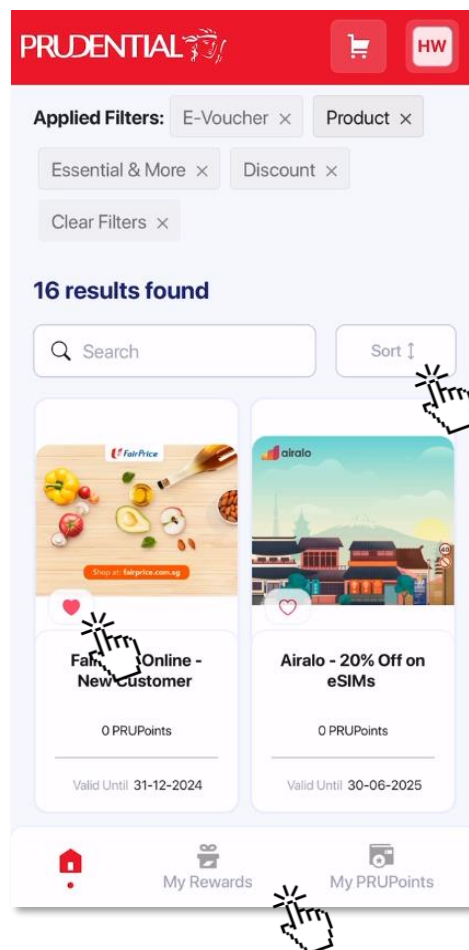 PRUDENTIAL
HW
Applied Filters: E-Voucher × Product ×
Essential & More × Discount ×
Clear Filters ×
16 results found
Search
Sort
FairPrice
Shop at: fairprice.com.sg
airalo
40
Online -
New Customer
0 PRUPoints
Valid Until 31-12-2024
Airalo - 20% Off on
eSIMs
0 PRUPoints
Valid Until 30-06-2025
My Rewards
My PRUPoints